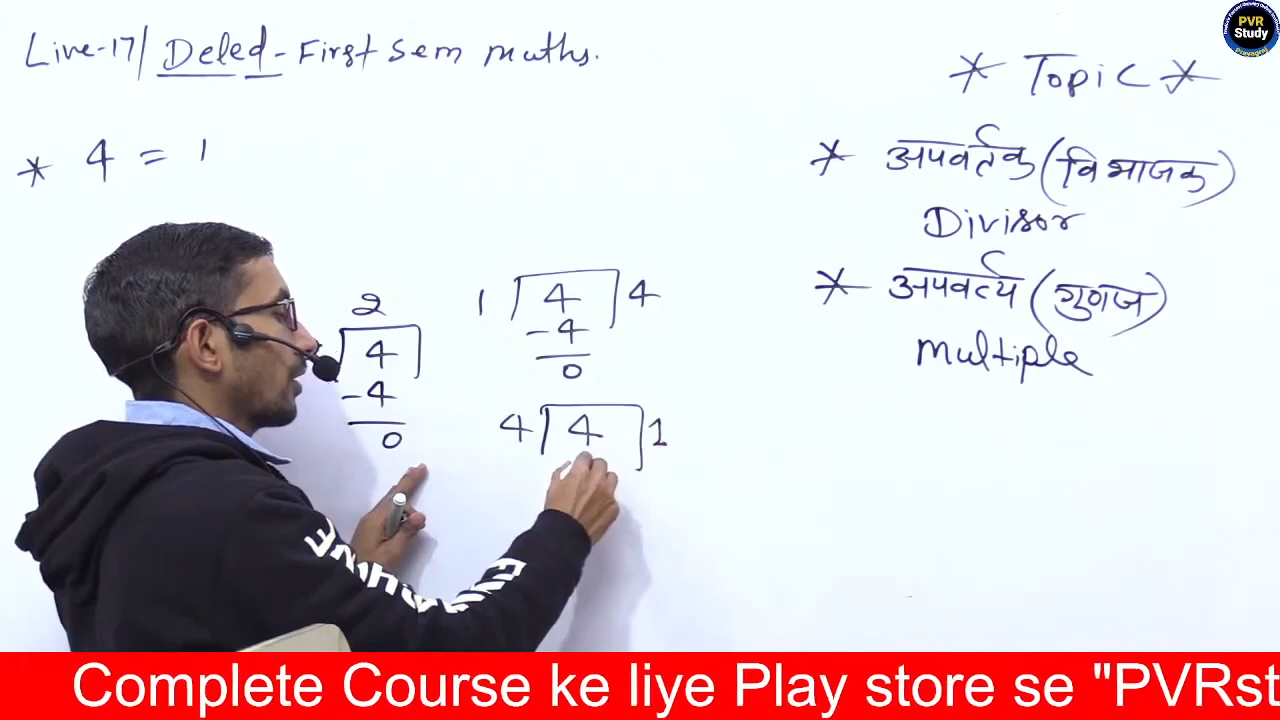 Live-17/ Deled - First Sem maths.
PVR
Study
* Topic *
* 4 = 1
* अपवर्तक (विभाजक)
Divisor
* अपवर्त्य (गुणज)
multiple
2
4
-4
0
1 4 4
-4
0
4 4 1
Complete Course ke liye Play store se "PVRst